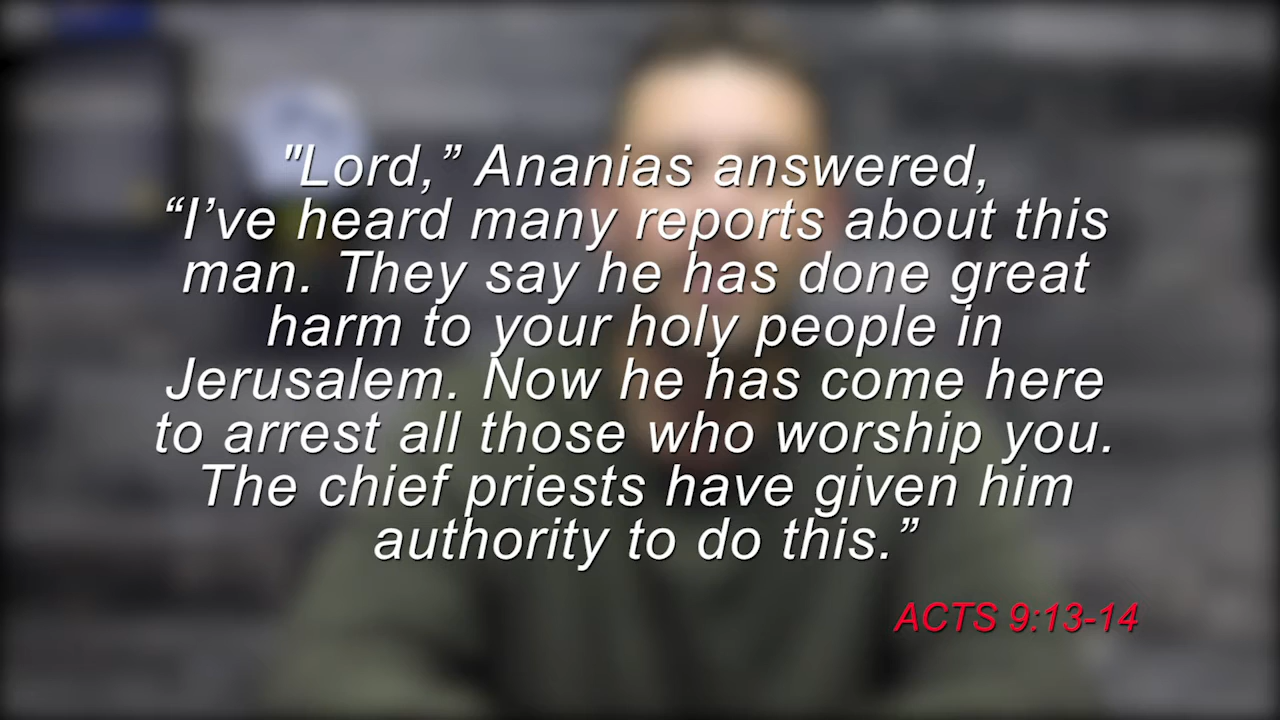 "Lord,” Ananias answered,
“I’ve heard many reports about this
man. They say he has done great
harm to your holy people in
Jerusalem. Now he has come here
to arrest all those who worship you.
The chief priests have given him
authority to do this.”
ACTS 9:13-14